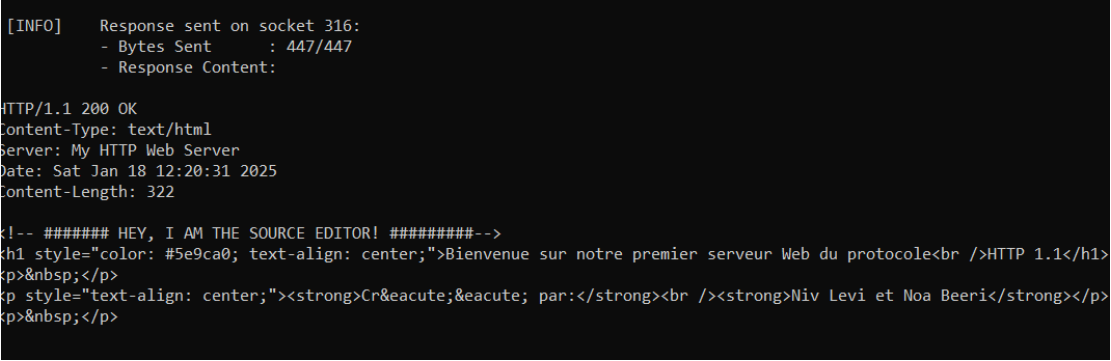 [INFO] Response sent on socket 316:
- Bytes Sent : 447/447
- Response Content:
HTTP/1.1 200 OK
Content-Type: text/html
Server: My HTTP Web Server
Date: Sat Jan 18 12:20:31 2025
Content-Length: 322
<!-- ####### HEY, I AM THE SOURCE EDITOR! #########-->
<h1 style="color: #5e9ca0; text-align: center;">Bienvenue sur notre premier serveur Web du protocole<br />HTTP 1.1</h1>
<p>&nbsp;</p>
<p style="text-align: center;"><strong>Cr&eacute;&eacute; par:</strong><br /><strong>Niv Levi et Noa Beeri</strong></p>
<p>&nbsp;</p>